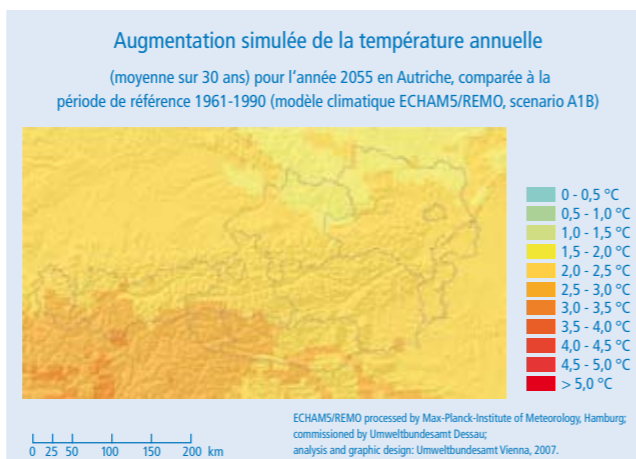 Augmentation simulée de la température annuelle
(moyenne sur 30 ans) pour l'année 2055 en Autriche, comparée à la
période de référence 1961-1990 (modèle climatique ECHAM5/REMO, scenario A1B)
0 - 0,5 °C
0,5 - 1,0 °C
1,0 - 1,5 °C
1,5 - 2,0 °C
2,0 - 2,5 °C
2,5 - 3,0 °C
3,0 - 3,5 °C
3,5 - 4,0 °C
4,0 - 4,5 °C
4,5 - 5,0 °C
> 5,0 °C
ECHAM5/REMO processed by Max-Planck-Institute of Meteorology, Hamburg;
commissioned by Umweltbundesamt Dessau;
analysis and graphic design: Umweltbundesamt Vienna, 2007.
0 25 50 100 150 200 km